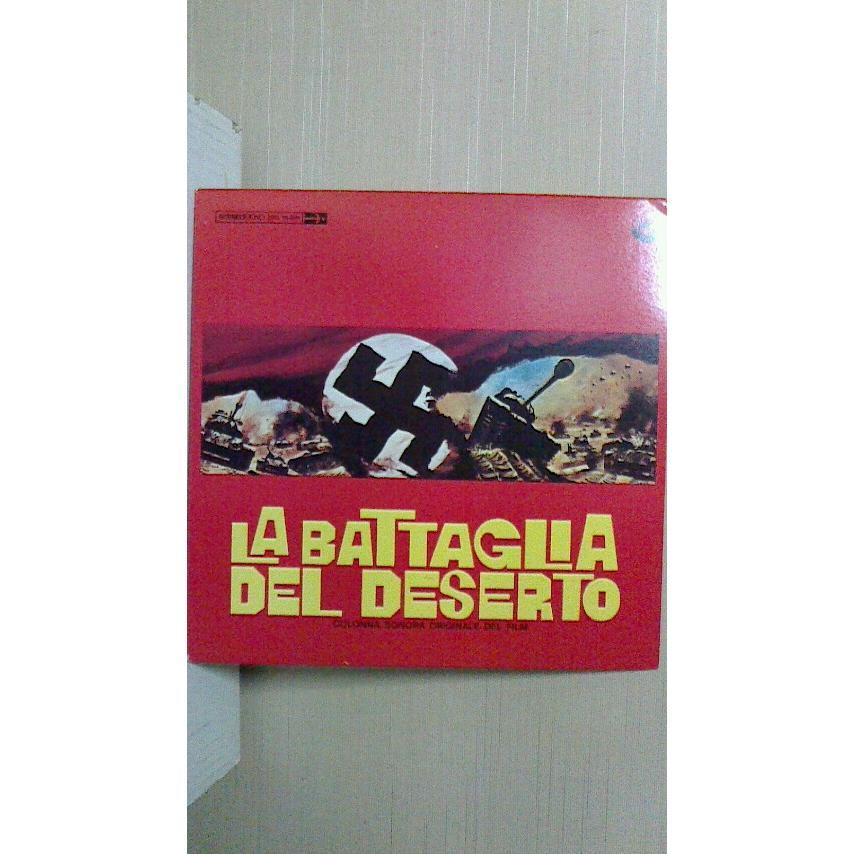 LA BATTAGLIA
DEL DESERTO
COLONNA SONORA ORIGINALE DEL FILM